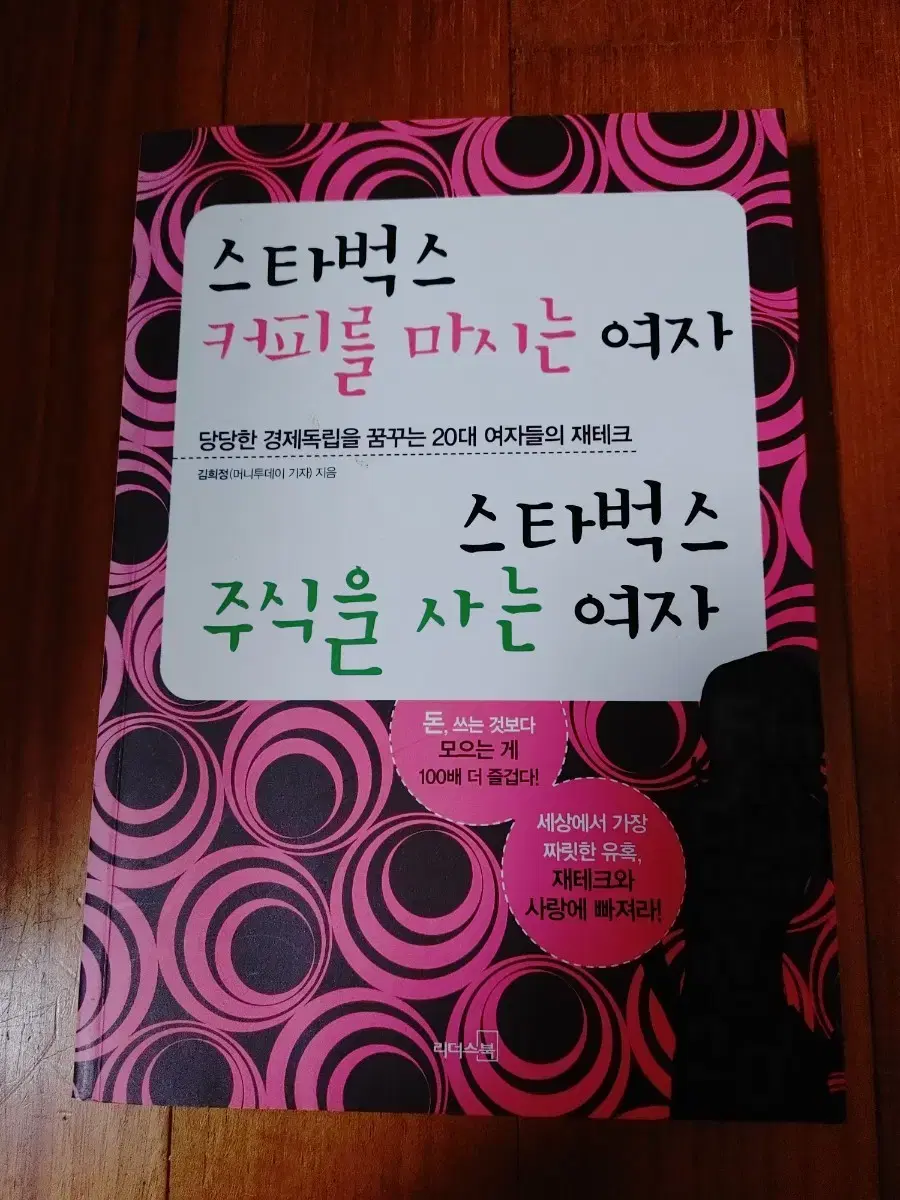 스타벅스
커피를 마시는 여자
당당한 경제독립을 꿈꾸는 20대 여자들의 재테크
김희정(머니투데이 기자) 지음
스타벅스
주식을 사는 여자
돈, 쓰는 것보다
모으는 게
100배 더 즐겁다!
세상에서 가장
짜릿한 유혹,
재테크와
사랑에 빠져라!
리더스북